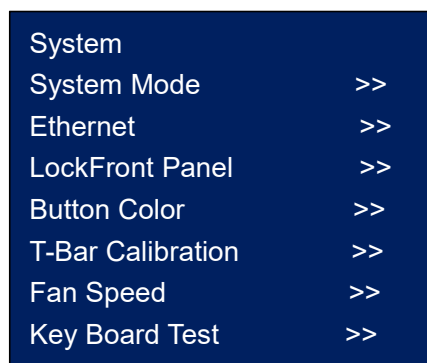 System
System Mode >>
Ethernet >>
LockFront Panel >>
Button Color >>
T-Bar Calibration >>
Fan Speed >>
Key Board Test >>